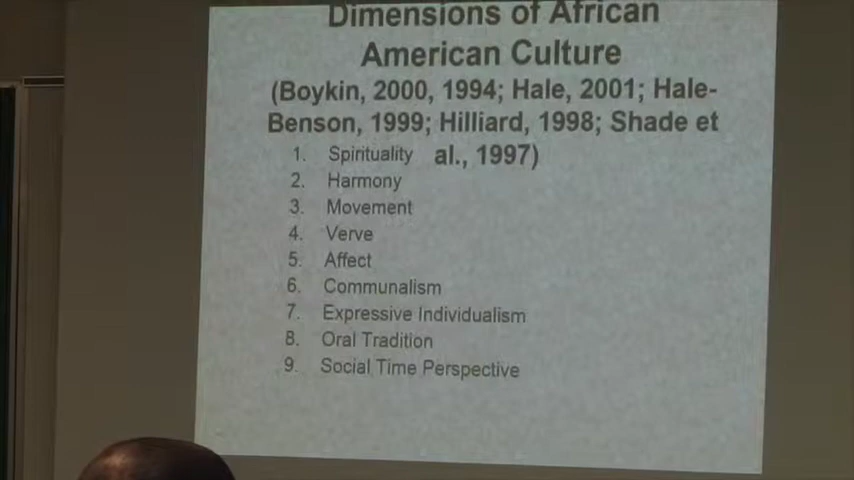 Dimensions of African
American Culture
(Boykin, 2000, 1994; Hale, 2001; Hale-
Benson, 1999; Hilliard, 1998; Shade et
al., 1997)
1. Spirituality
2. Harmony
3. Movement
4. Verve
5. Affect
6. Communalism
7. Expressive Individualism
8. Oral Tradition
9. Social Time Perspective